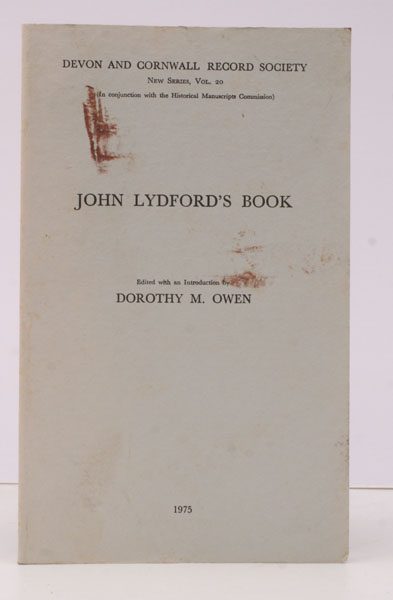 DEVON AND CORNWALL RECORD SOCIETY
NEW SERIES, VOL. 20
(In conjunction with the Historical Manuscripts Commission)
JOHN LYDFORD'S BOOK
Edited with an Introduction by
DOROTHY M. OWEN
1975